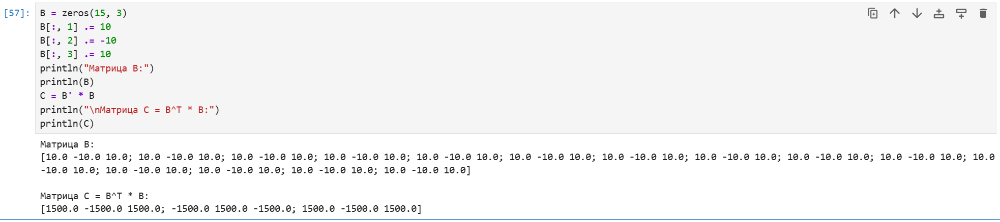 [57]: B = zeros(15, 3)
B[:, 1] .= 10
B[:, 2] .= -10
B[:, 3] .= 10
println("Матрица B:")
println(B)
C = B' * B
println("\nМатрица C = B^T * B:")
println(C)
Матрица B:
[10.0 -10.0 10.0; 10.0 -10.0 10.0; 10.0 -10.0 10.0; 10.0 -10.0 10.0; 10.0 -10.0 10.0; 10.0 -10.0 10.0; 10.0 -10.0 10.0; 10.0 -10.0 10.0; 10.0 -10.0 10.0; 10.0 -10.0 10.0; 10.0
-10.0 10.0; 10.0 -10.0 10.0; 10.0 -10.0 10.0; 10.0 -10.0 10.0; 10.0 -10.0 10.0]
Матрица C = B^T * B:
[1500.0 -1500.0 1500.0; -1500.0 1500.0 -1500.0; 1500.0 -1500.0 1500.0]